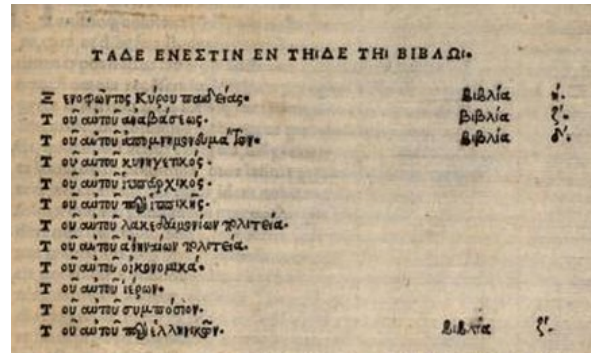 ΤΑΔΕ ΕΝΕΣΤΙΝ ΕΝ ΤΗΙΔΕ ΤΗΙ ΒΙΒΛΩΙ.
Ξενοφῶντος Κύρου παιδείας. βιβλία η΄.
Τοῦ αὐτοῦ ἀναβάσεως. βιβλία ζ΄.
Τοῦ αὐτοῦ ἀπομνημονευμάτων. βιβλία δ΄.
Τοῦ αὐτοῦ κυνηγετικός.
Τοῦ αὐτοῦ ἱππαρχικός.
Τοῦ αὐτοῦ περὶ ἱππικῆς.
Τοῦ αὐτοῦ λακεδαιμονίων πολιτεία.
Τοῦ αὐτοῦ ἀθηναίων πολιτεία.
Τοῦ αὐτοῦ οἰκονομικά.
Τοῦ αὐτοῦ ἱέρων.
Τοῦ αὐτοῦ συμπόσιον.
Τοῦ αὐτοῦ περὶ ἑλληνικῶν. βιβλία ζ΄.